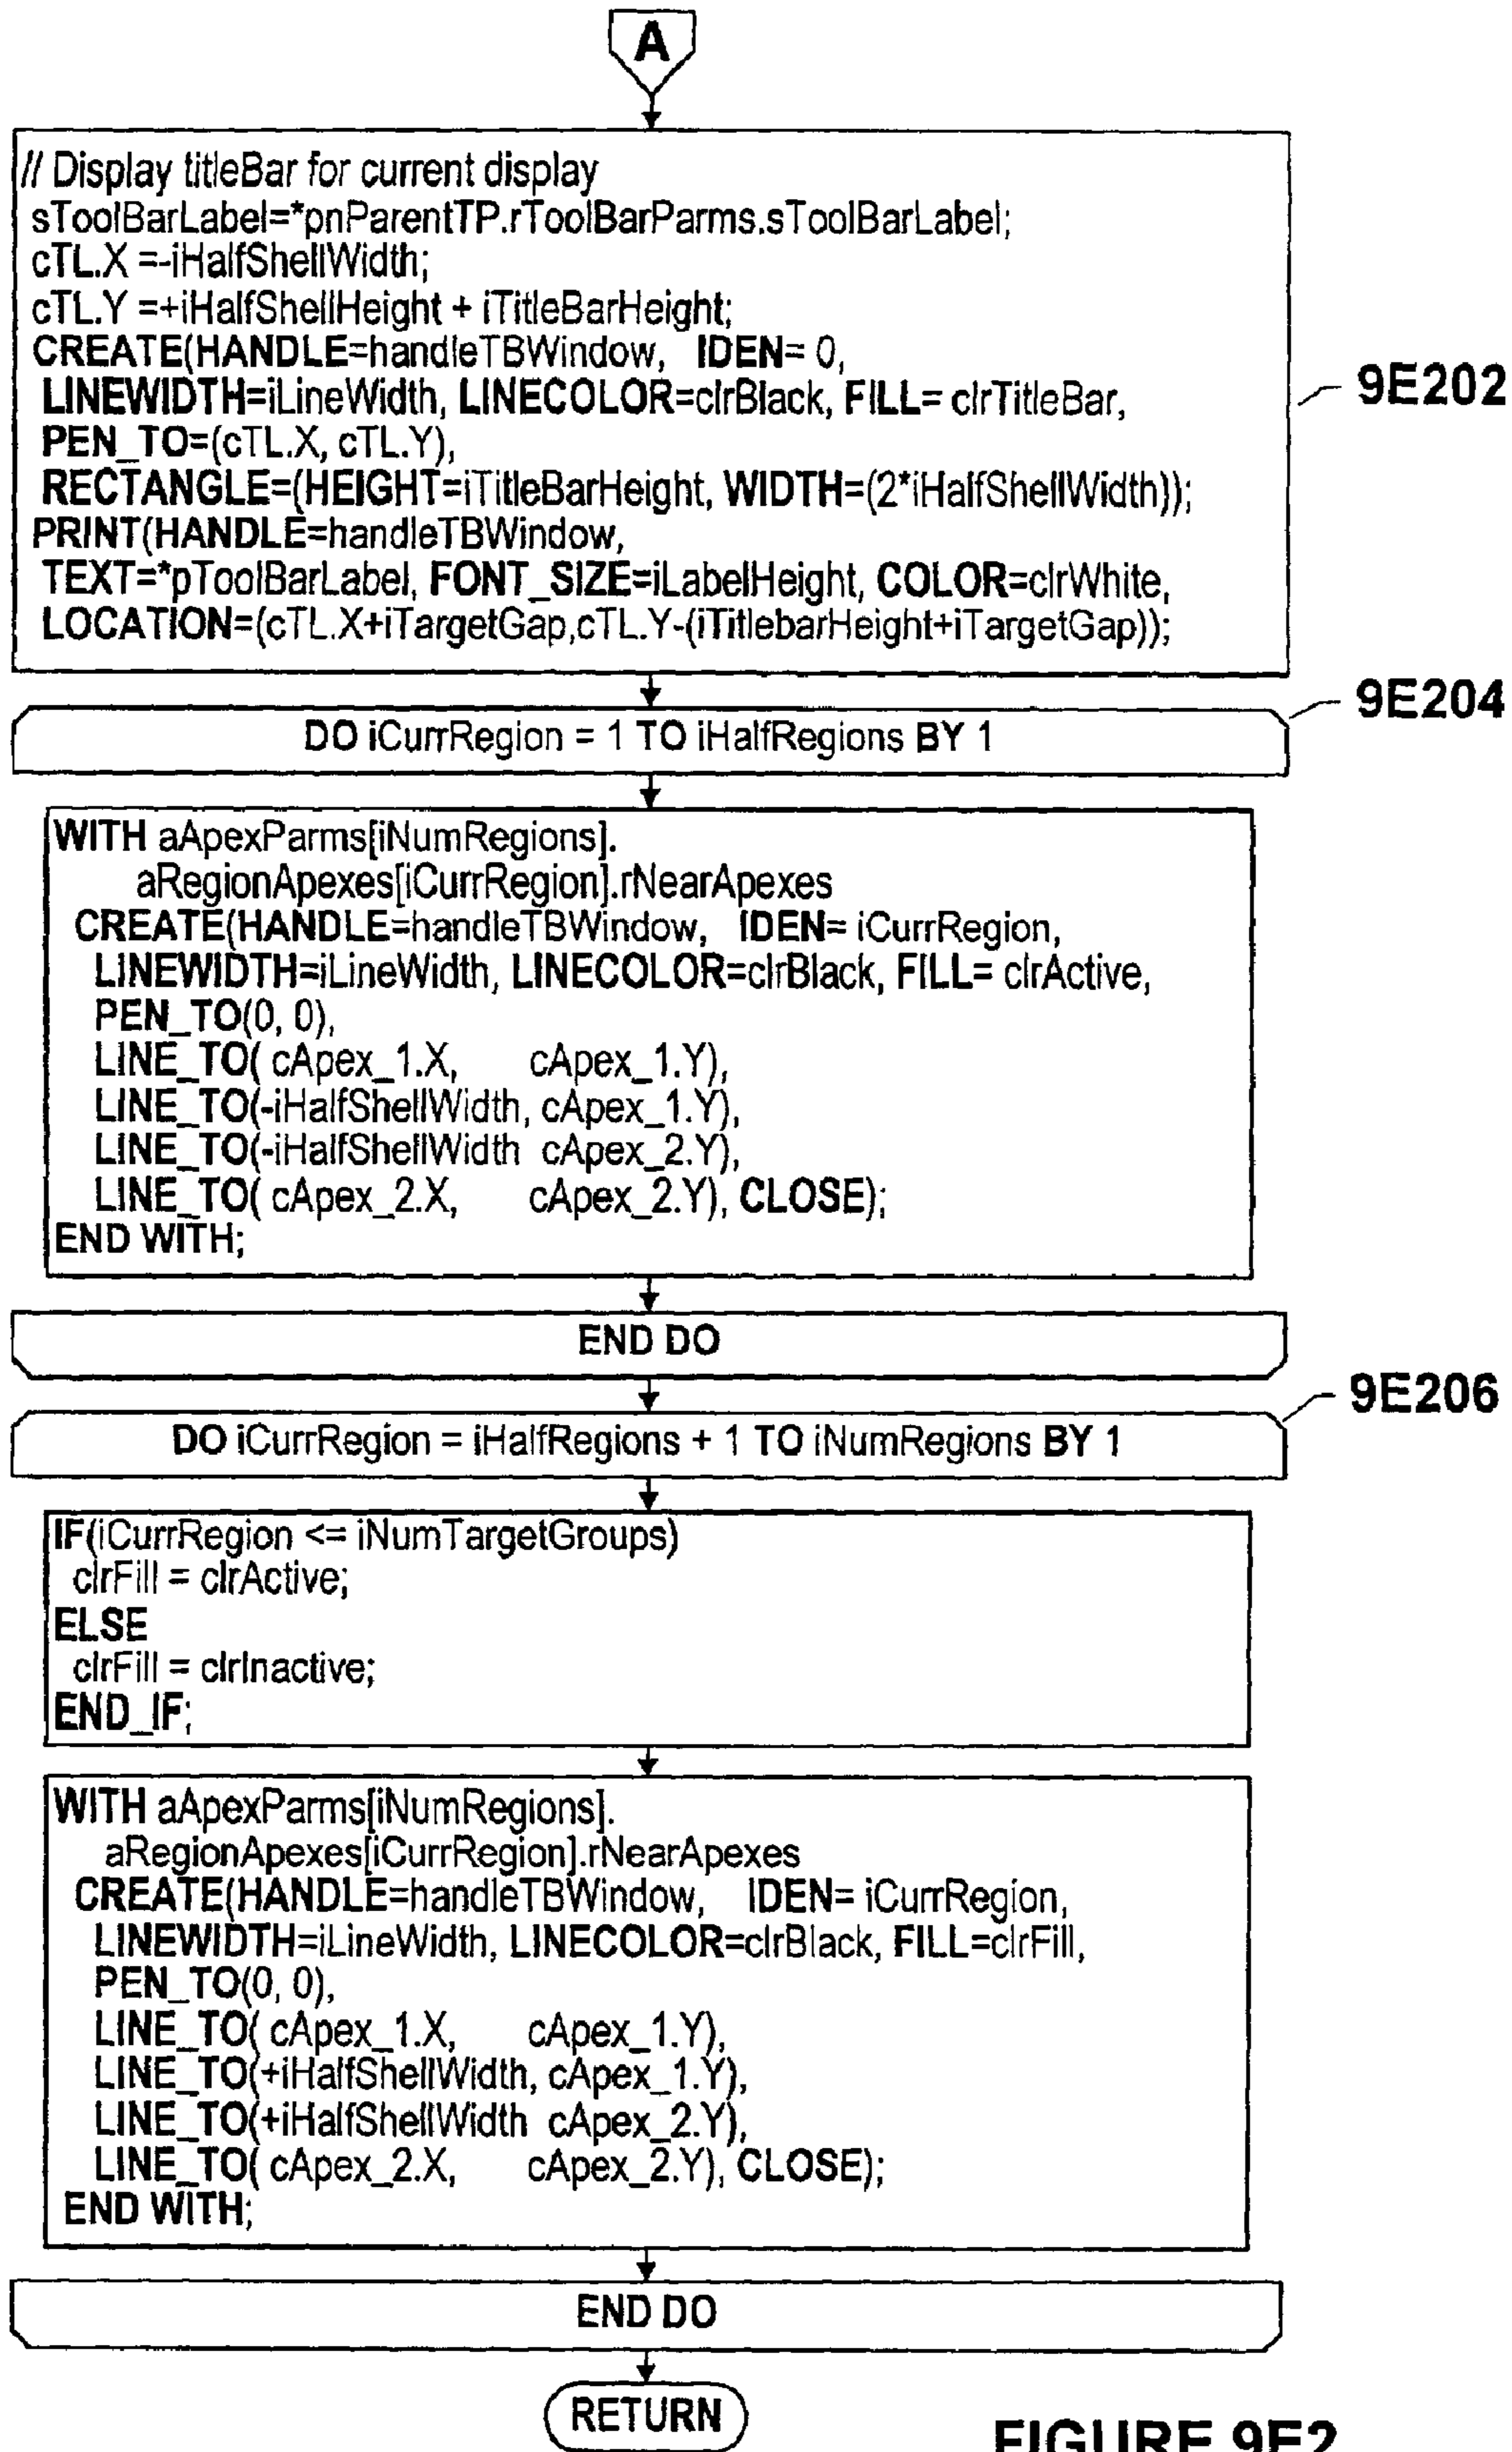 A
// Display titleBar for current display
sToolBarLabel=*pnParentTP.rToolBarParms.sToolBarLabel;
cTL.X =-iHalfShellWidth;
cTL.Y =+iHalfShellHeight + iTitleBarHeight;
CREATE(HANDLE=handleTBWindow, IDEN= 0,
LINEWIDTH=iLineWidth, LINECOLOR=clrBlack, FILL= clrTitleBar,
PEN_TO=(cTL.X, cTL.Y),
RECTANGLE=(HEIGHT=iTitleBarHeight, WIDTH=(2*iHalfShellWidth));
PRINT(HANDLE=handleTBWindow,
TEXT=*pToolBarLabel, FONT_SIZE=iLabelHeight, COLOR=clrWhite,
LOCATION=(cTL.X+iTargetGap,cTL.Y-(iTitlebarHeight+iTargetGap));
9E202
9E204
DO iCurrRegion = 1 TO iHalfRegions BY 1
WITH aApexParms[iNumRegions].
aRegionApexes[iCurrRegion].rNearApexes
CREATE(HANDLE=handleTBWindow, IDEN= iCurrRegion,
LINEWIDTH=iLineWidth, LINECOLOR=clrBlack, FILL= clrActive,
PEN_TO(0, 0),
LINE_TO( cApex_1.X, cApex_1.Y),
LINE_TO(-iHalfShellWidth, cApex_1.Y),
LINE_TO(-iHalfShellWidth cApex_2.Y),
LINE_TO( cApex_2.X, cApex_2.Y), CLOSE);
END WITH;
END DO
9E206
DO iCurrRegion = iHalfRegions + 1 TO iNumRegions BY 1
IF(iCurrRegion <= iNumTargetGroups)
clrFill = clrActive;
ELSE
clrFill = clrInactive;
END_IF;
WITH aApexParms[iNumRegions].
aRegionApexes[iCurrRegion].rNearApexes
CREATE(HANDLE=handleTBWindow, IDEN= iCurrRegion,
LINEWIDTH=iLineWidth, LINECOLOR=clrBlack, FILL=clrFill,
PEN_TO(0, 0),
LINE_TO( cApex_1.X, cApex_1.Y),
LINE_TO(+iHalfShellWidth, cApex_1.Y),
LINE_TO(+iHalfShellWidth cApex_2.Y),
LINE_TO( cApex_2.X, cApex_2.Y), CLOSE);
END WITH;
END DO
RETURN
FIGURE 9E2